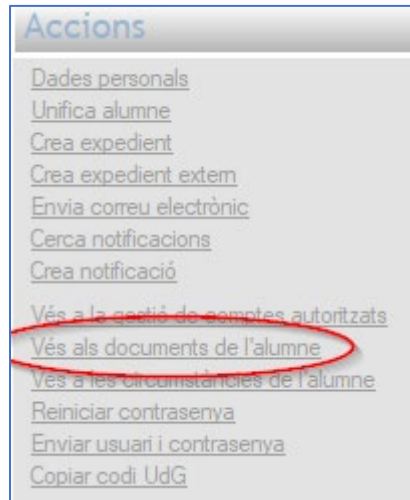 Accions
Dades personals
Unifica alumne
Crea expedient
Crea expedient extern
Envia correu electrònic
Cerca notificacions
Crea notificació
Vés a la gestió de comptes autoritzats
Vés als documents de l'alumne
Vés a les circumstàncies de l'alumne
Reiniciar contrasenya
Enviar usuari i contrasenya
Copiar codi UdG